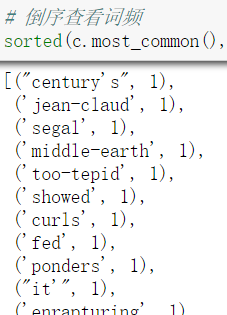 # 倒序查看词频
sorted(c.most_common(),
[("century's", 1),
('jean-claud', 1),
('segal', 1),
('middle-earth', 1),
('too-tepid', 1),
('showed', 1),
('curls', 1),
('fed', 1),
('ponders', 1),
("it'", 1),
('enrapturing', 1)